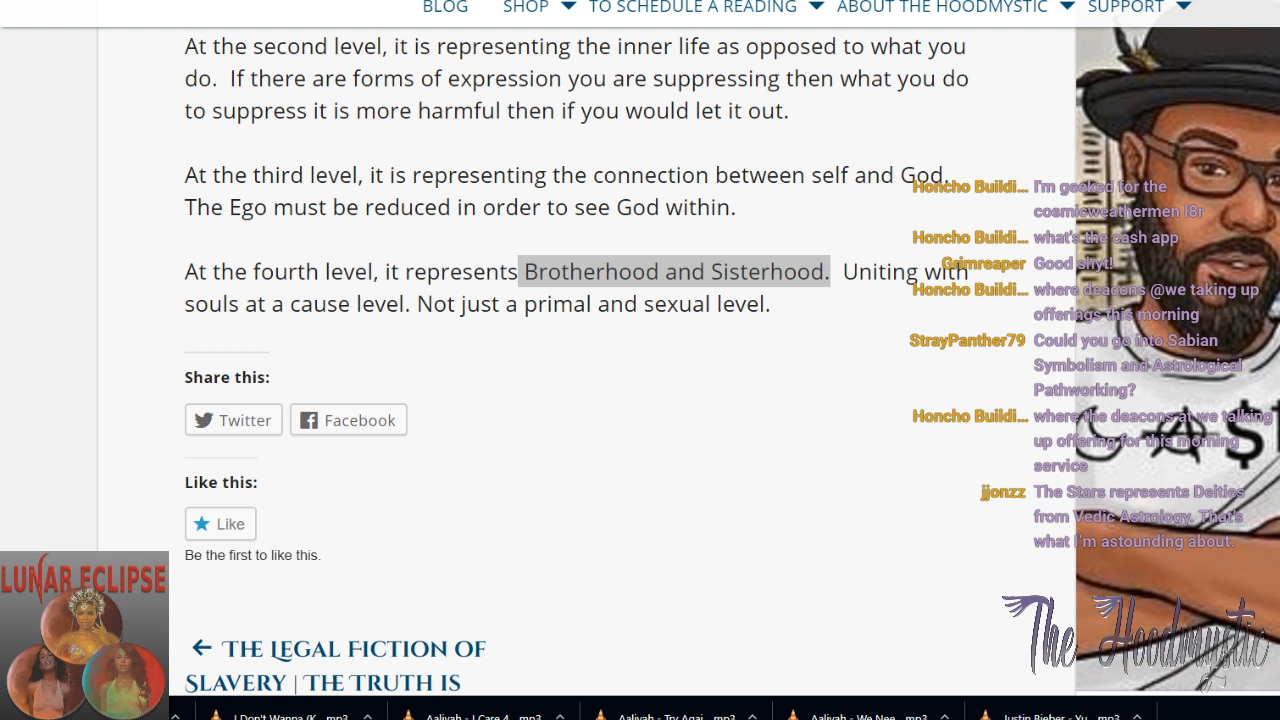 BLOG SHOP TO SCHEDULE A READING ABOUT THE HOODMYSTIC SUPPORT
At the second level, it is representing the inner life as opposed to what you
do.  If there are forms of expression you are suppressing then what you do
to suppress it is more harmful then if you would let it out.
At the third level, it is representing the connection between self and God.
The Ego must be reduced in order to see God within.
At the fourth level, it represents Brotherhood and Sisterhood.  Uniting with
souls at a cause level. Not just a primal and sexual level.
Share this:
Twitter Facebook
Like this:
Like
Be the first to like this.
← The Legal Fiction of
Slavery | The Truth is
Honcho Buildi... I'm geeked for the
cosmicweathermen l8r
Honcho Buildi... what's the cash app
Grimreaper Good shyt!
Honcho Buildi... where deacons @we taking up
offerings this morning
StrayPanther79 Could you go into Sabian
Symbolism and Astrological
Pathworking?
Honcho Buildi... where the deacons at we talking
up offering for this morning
service
jjonzz The Stars represents Deities
from Vedic Astrology. That's
what I'm astounding about.
LUNAR ECLIPSE
The Hoodmystic
I Don't Wanna (K....mp3 Aaliyah - I Care 4....mp3 Aaliyah - Try Agai....mp3 Aaliyah - We Nee....mp3 Justin Bieber - Yu....mp3